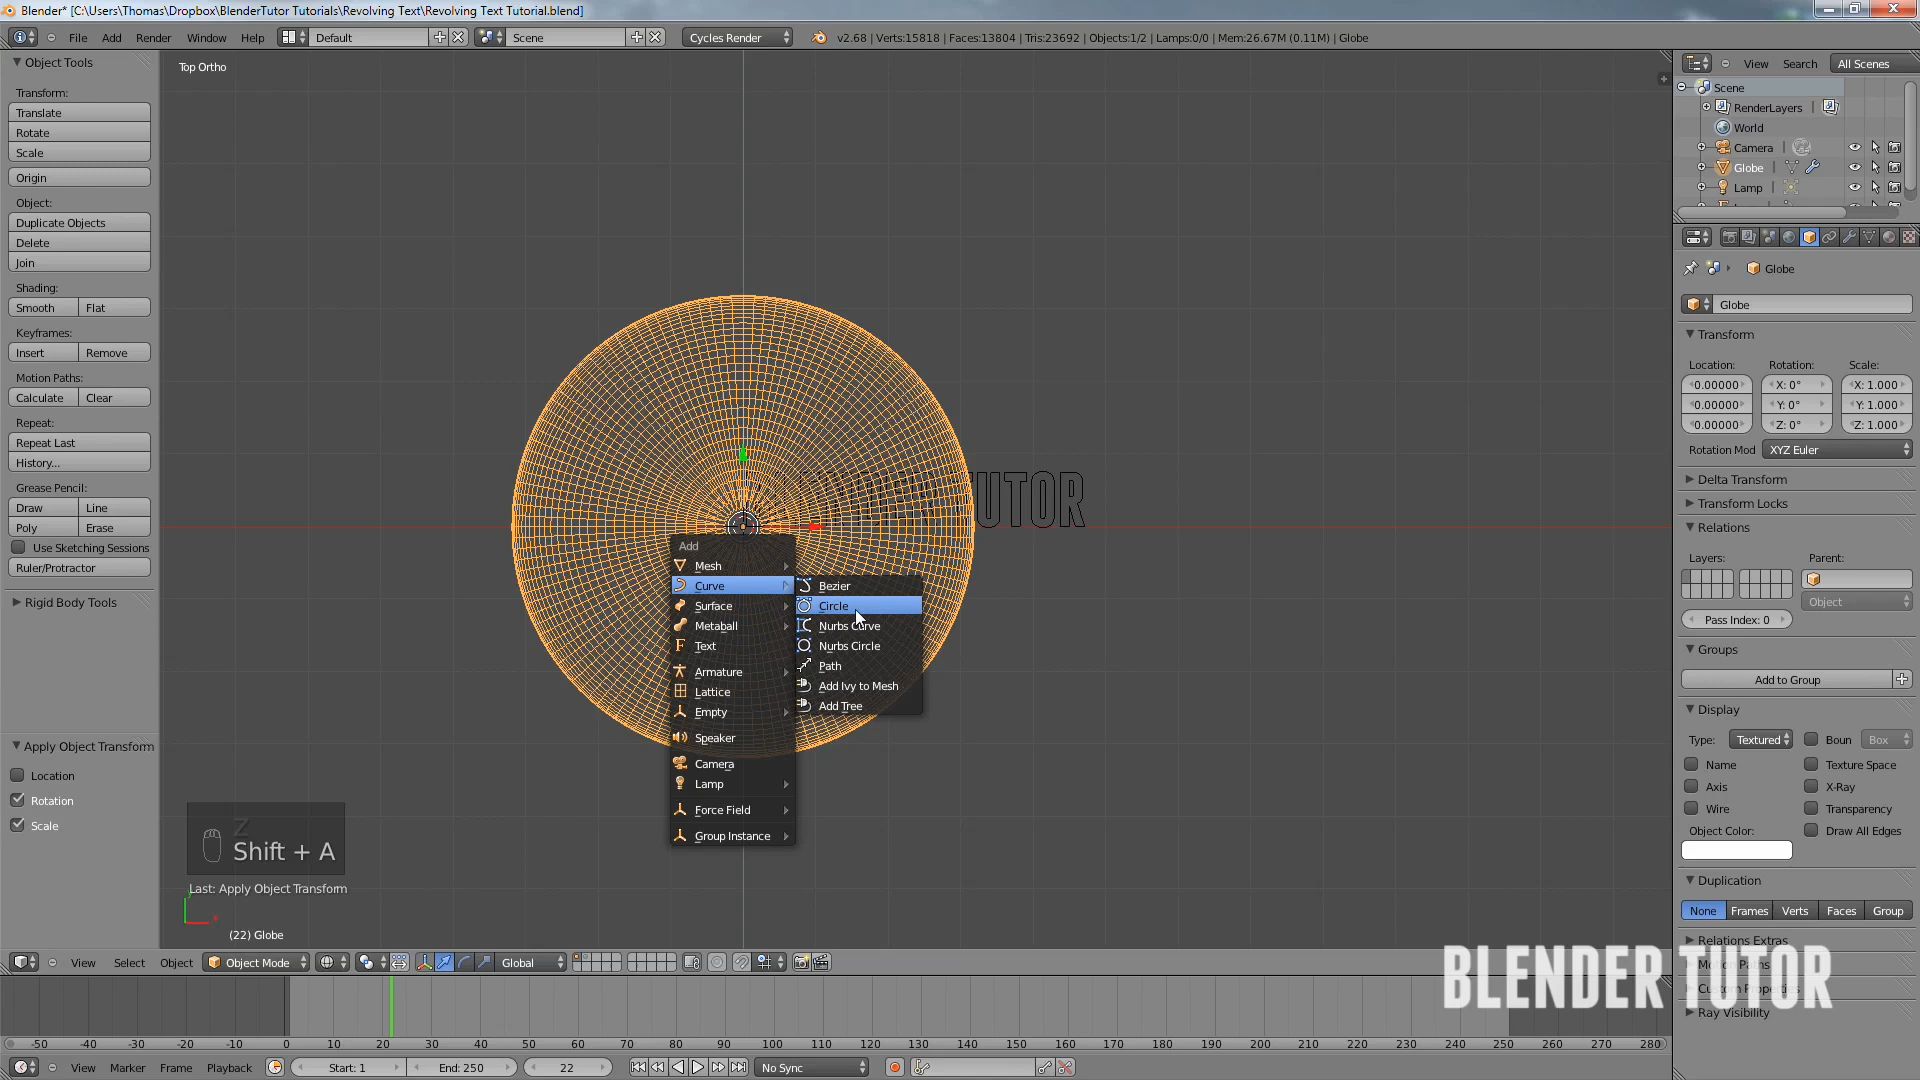 Blender* [C:\Users\Thomas\Dropbox\BlenderTutor Tutorials\Revolving Text\Revolving Text Tutorial.blend]
File Add Render Window Help Default Scene Cycles Render v2.68 | Verts:15818 | Faces:13804 | Tris:23692 | Objects:1/2 | Lamps:0/0 | Mem:26.67M (0.11M) | Globe
Object Tools
Transform:
Translate
Rotate
Scale
Origin
Object:
Duplicate Objects
Delete
Join
Shading:
Smooth Flat
Keyframes:
Insert Remove
Motion Paths:
Calculate Clear
Repeat:
Repeat Last
History...
Grease Pencil:
Draw Line
Poly Erase
Use Sketching Sessions
Ruler/Protractor
Rigid Body Tools
Apply Object Transform
Location
Rotation
Scale
Top Ortho
TUTOR
Add
Mesh
Curve
Surface
Metaball
Text
Armature
Lattice
Empty
Speaker
Camera
Lamp
Force Field
Group Instance
Bezier
Circle
Nurbs Curve
Nurbs Circle
Path
Add Ivy to Mesh
Add Tree
Z
Shift + A
Last: Apply Object Transform
(22) Globe
View Search All Scenes
Scene
RenderLayers
World
Camera
Globe
Lamp
Globe
Globe
Transform
Location: Rotation: Scale:
0.00000 X: 0° X: 1.000
0.00000 Y: 0° Y: 1.000
0.00000 Z: 0° Z: 1.000
Rotation Mod XYZ Euler
Delta Transform
Transform Locks
Relations
Layers: Parent:
Object
Pass Index: 0
Groups
Add to Group
Display
Type: Textured Boun Box
Name Texture Space
Axis X-Ray
Wire Transparency
Object Color: Draw All Edges
Duplication
None Frames Verts Faces Group
Relations Extras
Motion Paths
Custom Properties
Ray Visibility
BLENDER TUTOR
View Select Object Object Mode Global
-50 -40 -30 -20 -10 0 10 20 30 40 50 60 70 80 90 100 110 120 130 140 150 160 170 180 190 200 210 220 230 240 250 260 270 280
View Marker Frame Playback Start: 1 End: 250 22 No Sync